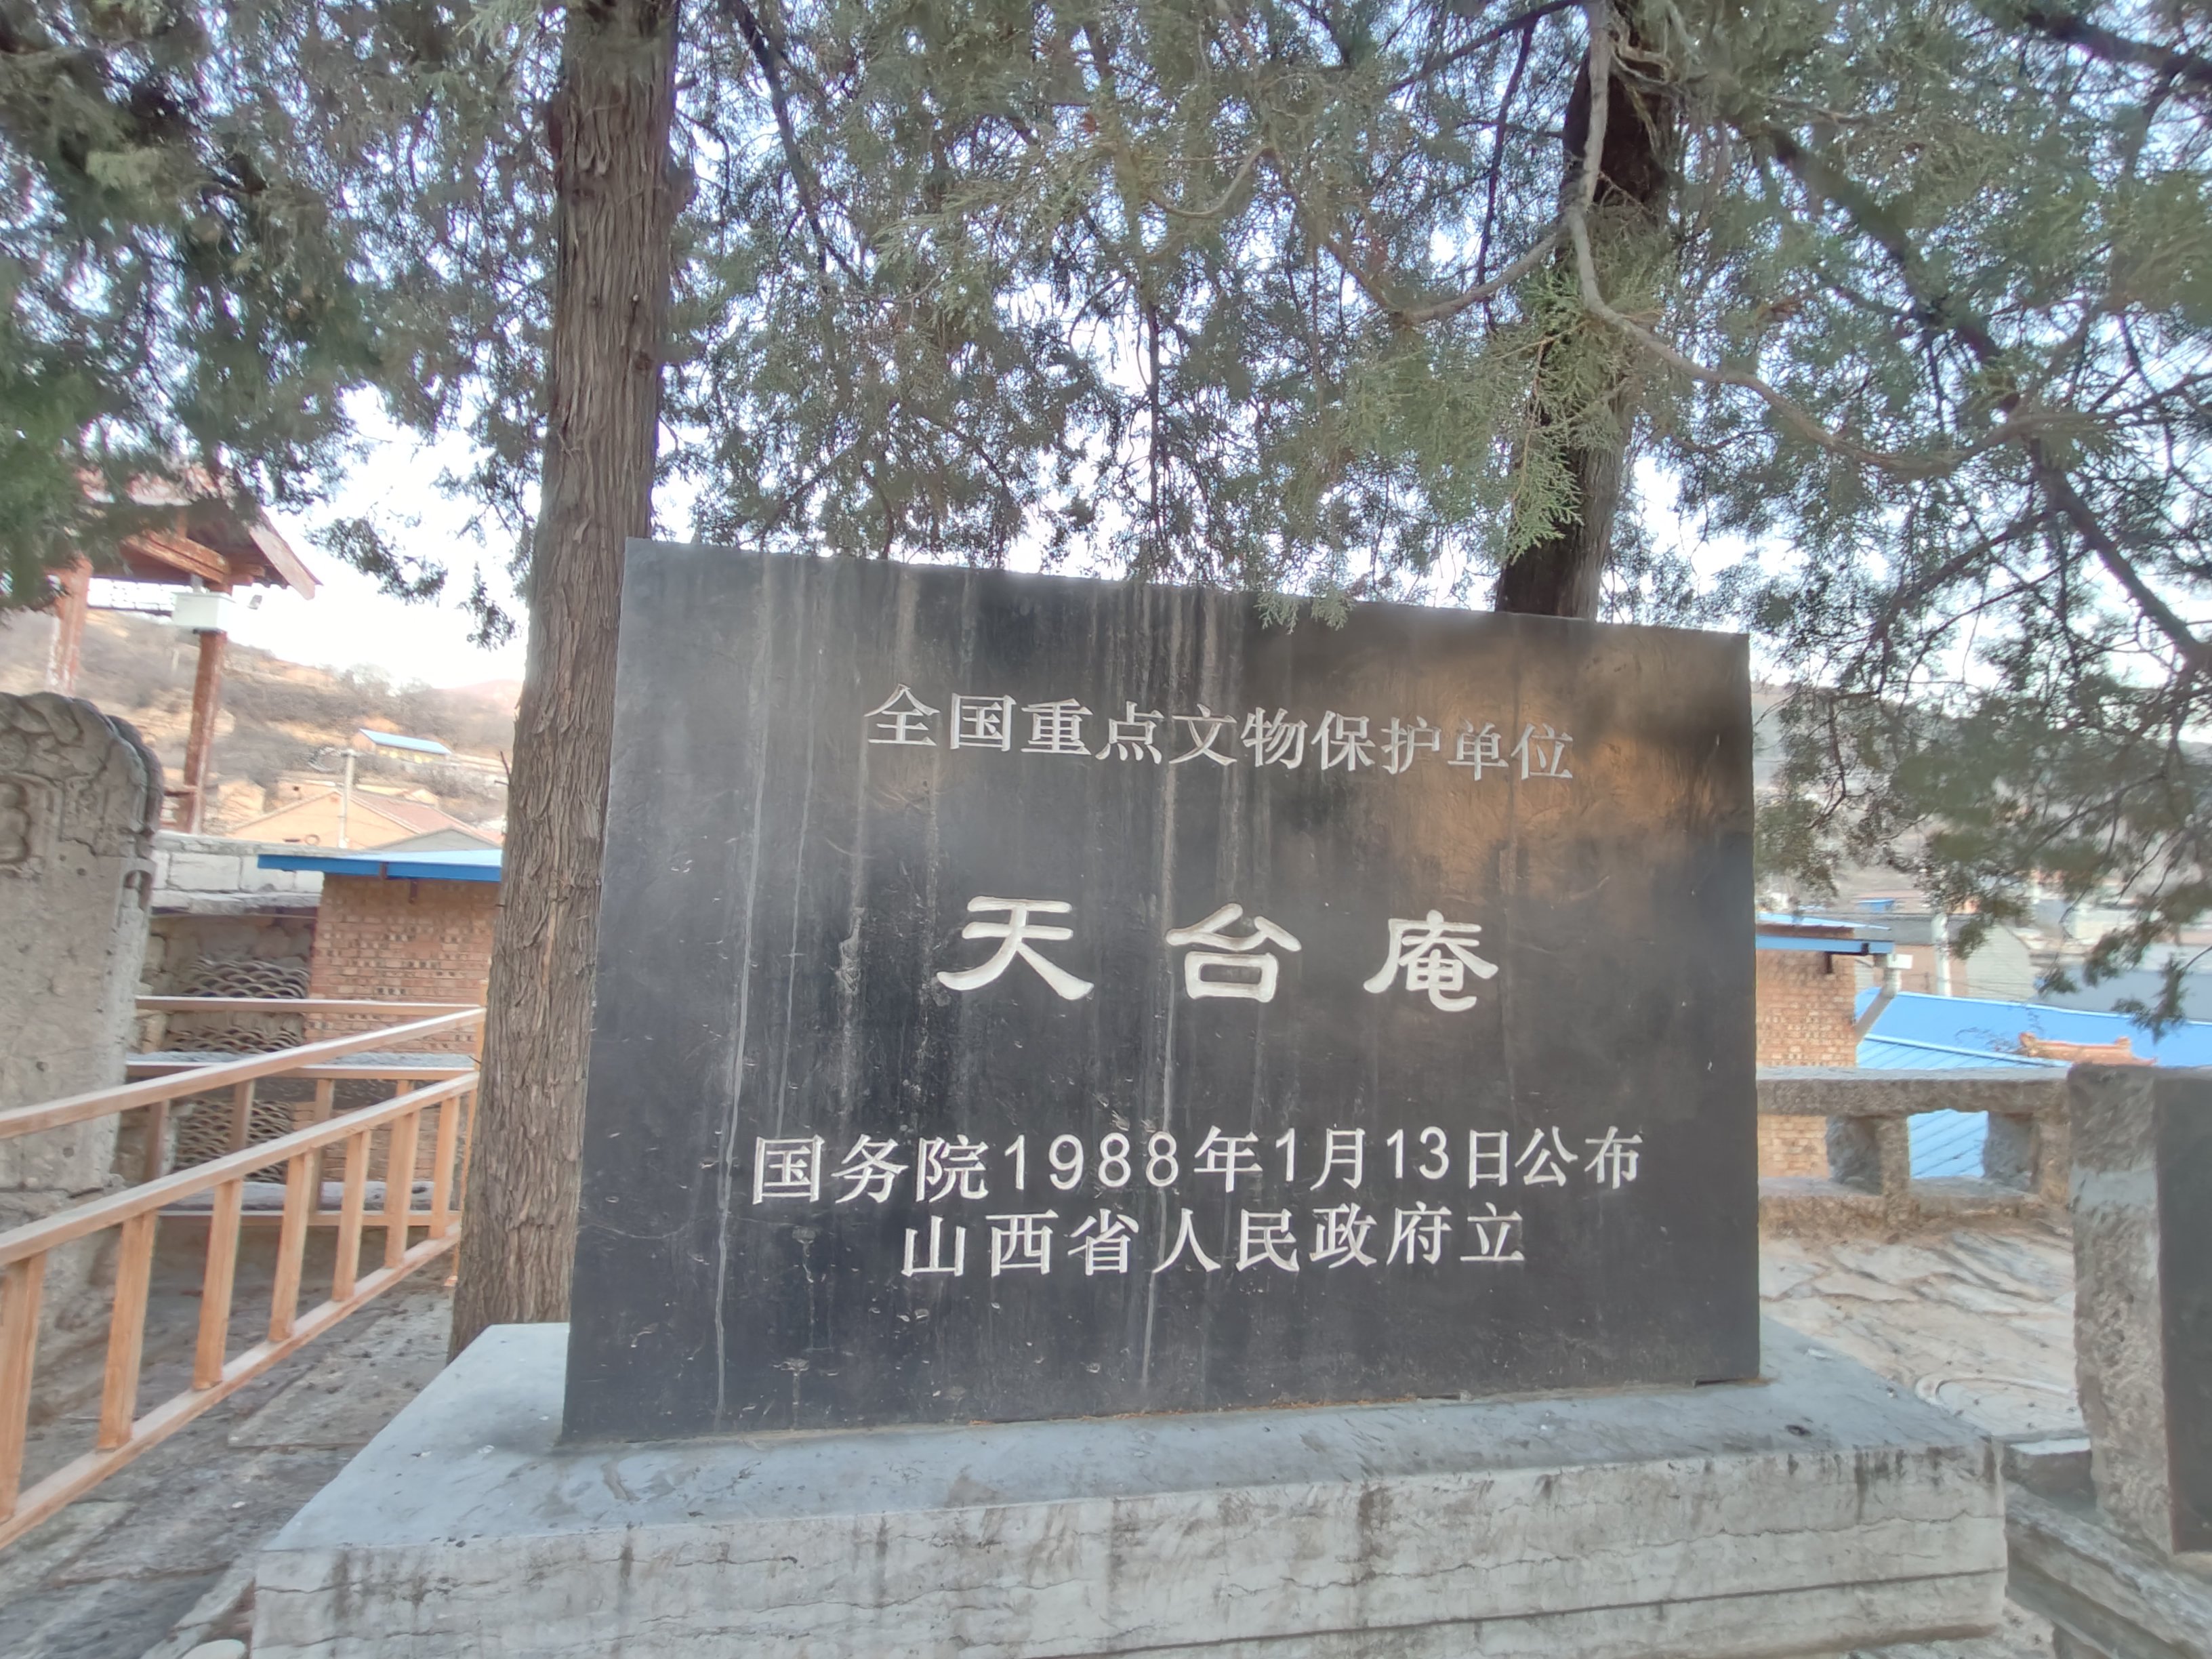 全国重点文物保护单位
天台庵
国务院1988年1月13日公布
山西省人民政府立